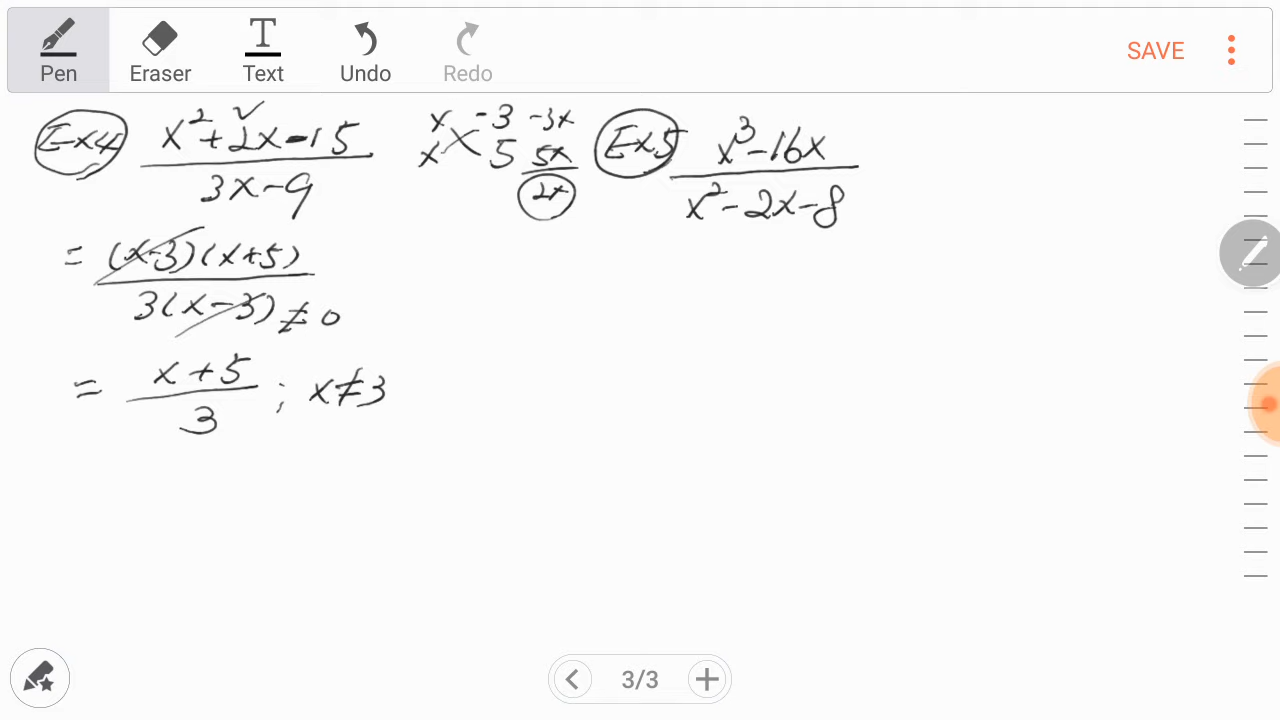 Pen Eraser Text Undo Redo SAVE
Ex4 x²+2x-15 / 3x-9
x -3 -3x
x 5 5x
2x
= (x-3)(x+5) / 3(x-3) ≠ 0
= x+5 / 3 ; x≠3
Ex5 x³-16x / x²-2x-8
3/3